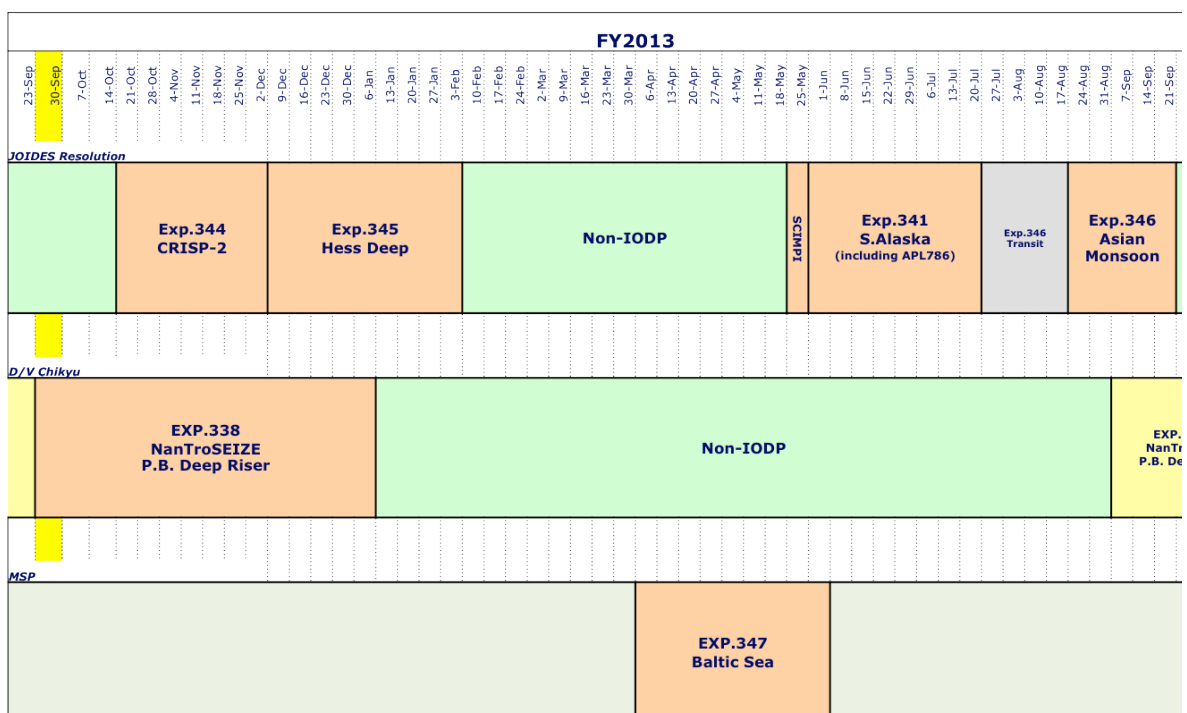 FY2013
23-Sep
30-Sep
7-Oct
14-Oct
21-Oct
28-Oct
4-Nov
11-Nov
18-Nov
25-Nov
2-Dec
9-Dec
16-Dec
23-Dec
30-Dec
6-Jan
13-Jan
20-Jan
27-Jan
3-Feb
10-Feb
17-Feb
24-Feb
2-Mar
9-Mar
16-Mar
23-Mar
30-Mar
6-Apr
13-Apr
20-Apr
27-Apr
4-May
11-May
18-May
25-May
1-Jun
8-Jun
15-Jun
22-Jun
29-Jun
6-Jul
13-Jul
20-Jul
27-Jul
3-Aug
10-Aug
17-Aug
24-Aug
31-Aug
7-Sep
14-Sep
21-Sep
JOIDES Resolution
Exp.344
CRISP-2
Exp.345
Hess Deep
Non-IODP
SCIMPI
Exp.341
S.Alaska
(including APL786)
Exp.346
Transit
Exp.346
Asian
Monsoon
D/V Chikyu
EXP.338
NanTroSEIZE
P.B. Deep Riser
Non-IODP
EXP.
NanTr
P.B. De
MSP
EXP.347
Baltic Sea